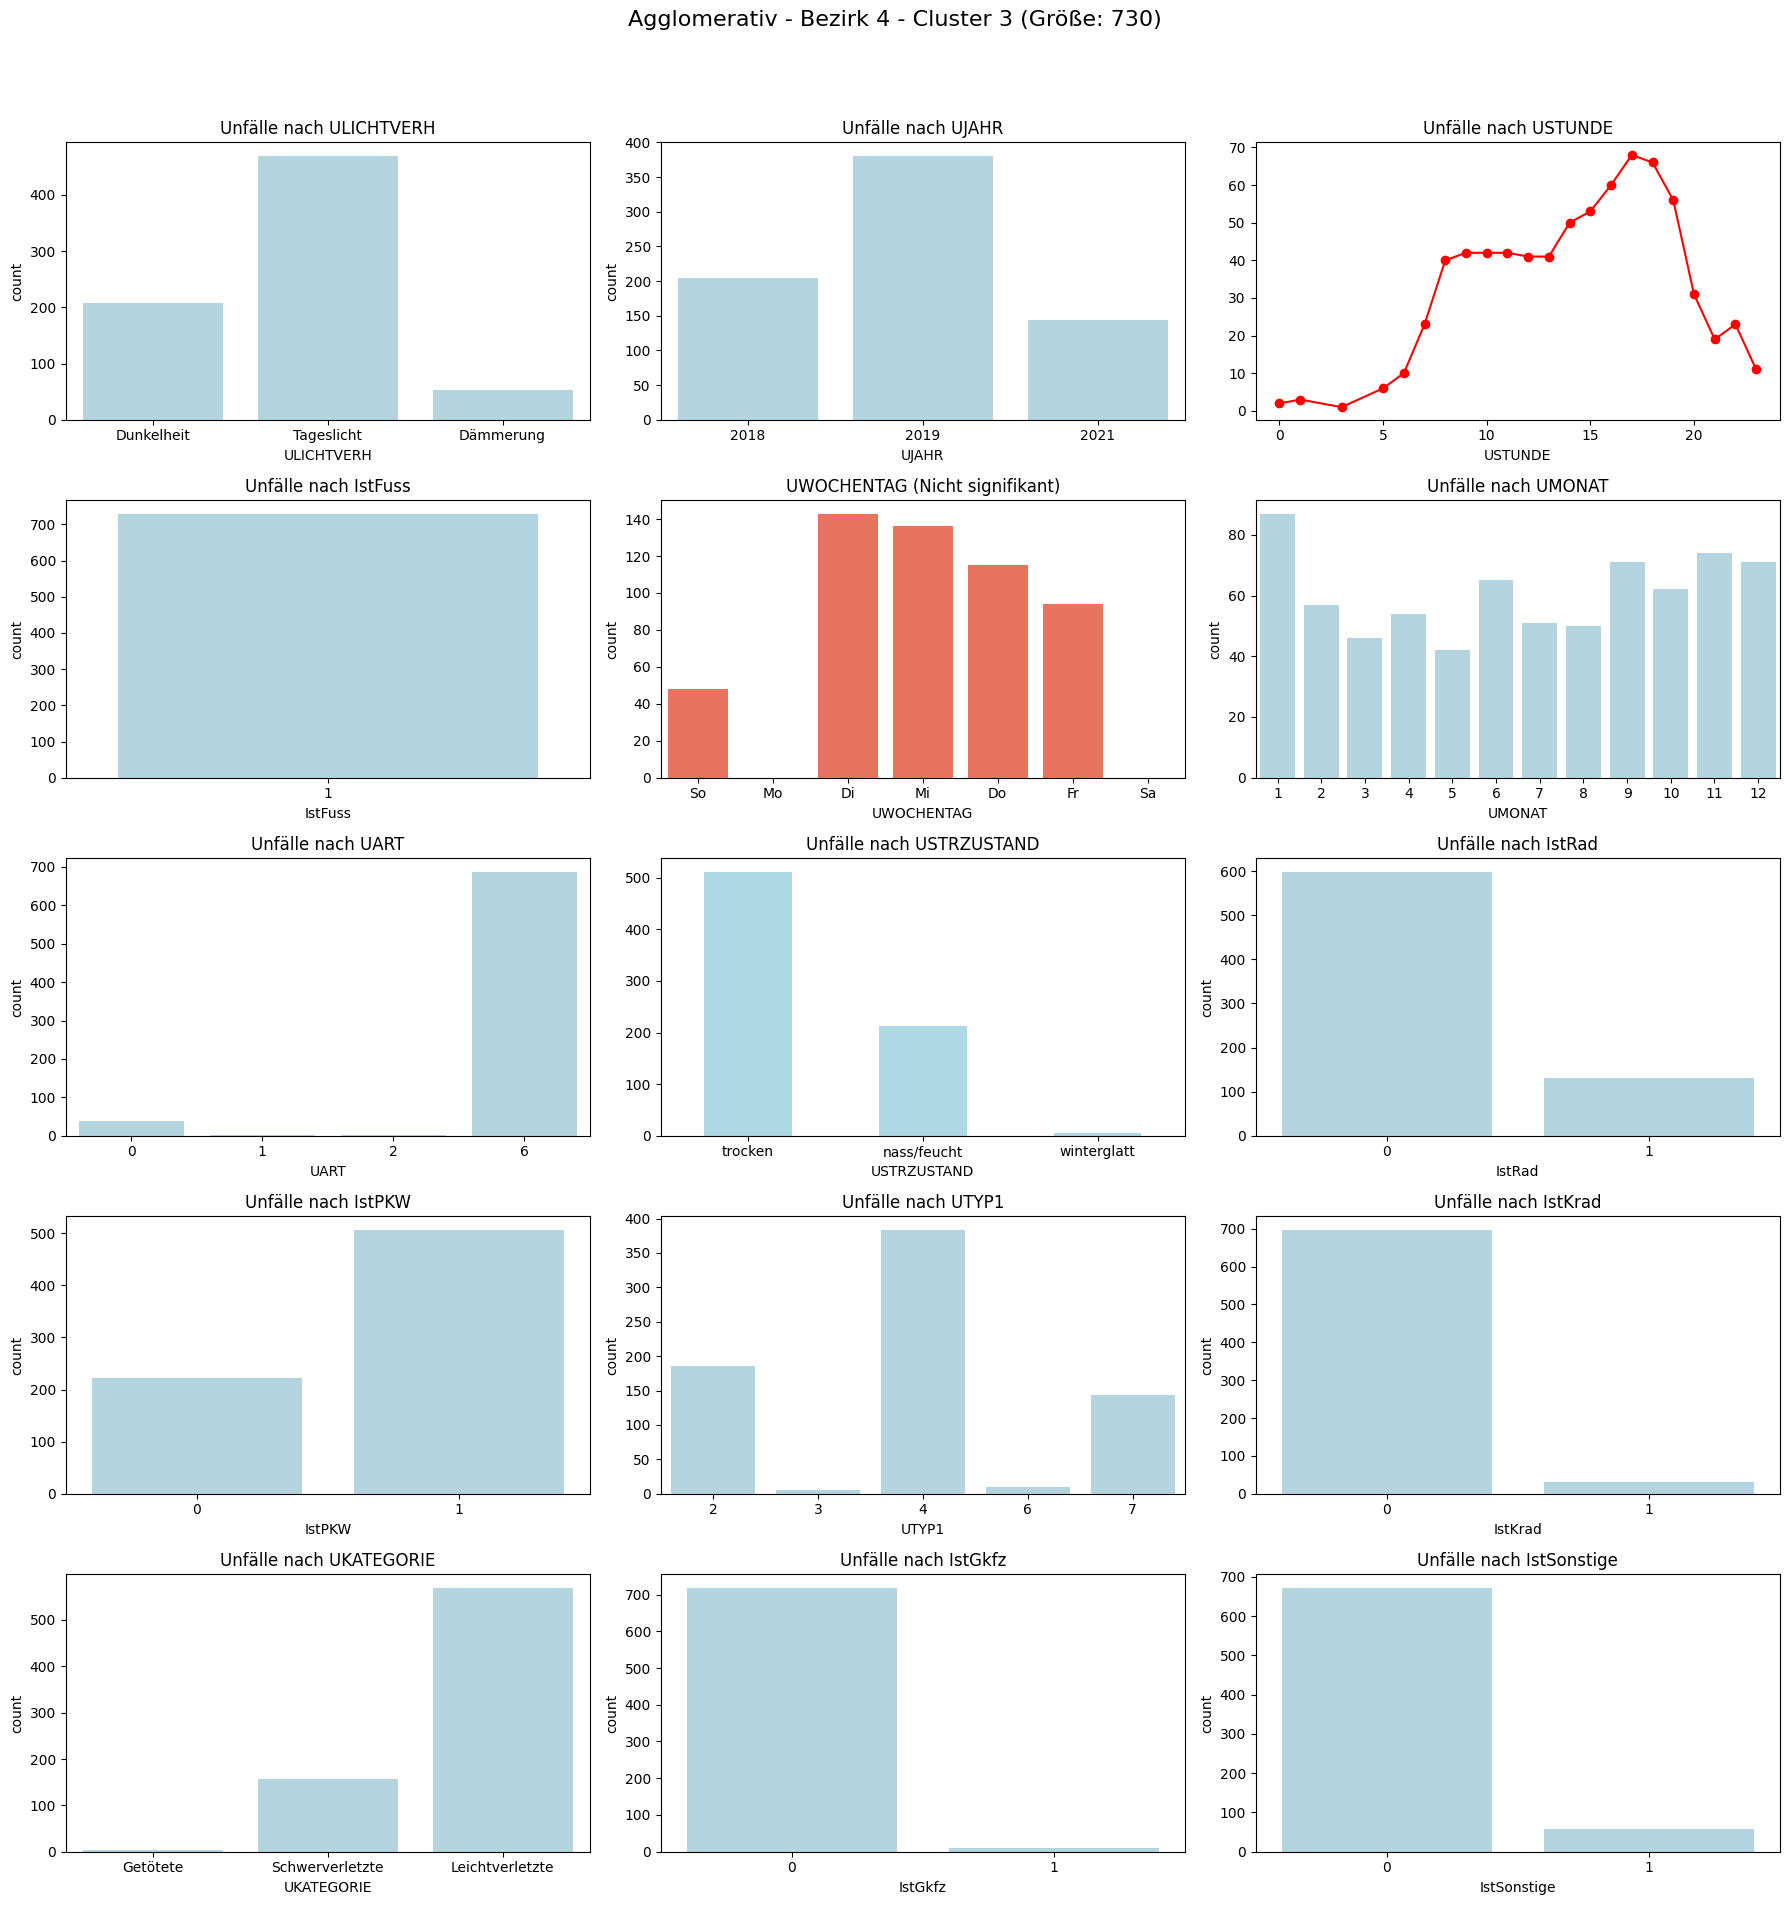 Agglomerativ - Bezirk 4 - Cluster 3 (Größe: 730)
Unfälle nach ULICHTVERH
count
400
300
200
100
0
Dunkelheit Tageslicht Dämmerung
ULICHTVERH
Unfälle nach UJAHR
count
400
350
300
250
200
150
100
50
0
2018 2019 2021
UJAHR
Unfälle nach USTUNDE
70
60
50
40
30
20
10
0
0 5 10 15 20
USTUNDE
Unfälle nach IstFuss
count
700
600
500
400
300
200
100
0
1
IstFuss
UWOCHENTAG (Nicht signifikant)
count
140
120
100
80
60
40
20
0
So Mo Di Mi Do Fr Sa
UWOCHENTAG
Unfälle nach UMONAT
count
80
60
40
20
0
1 2 3 4 5 6 7 8 9 10 11 12
UMONAT
Unfälle nach UART
count
700
600
500
400
300
200
100
0
0 1 2 6
UART
Unfälle nach USTRZUSTAND
500
400
300
200
100
0
trocken nass/feucht winterglatt
USTRZUSTAND
Unfälle nach IstRad
count
600
500
400
300
200
100
0
0 1
IstRad
Unfälle nach IstPKW
count
500
400
300
200
100
0
0 1
IstPKW
Unfälle nach UTYP1
count
400
350
300
250
200
150
100
50
0
2 3 4 6 7
UTYP1
Unfälle nach IstKrad
count
700
600
500
400
300
200
100
0
0 1
IstKrad
Unfälle nach UKATEGORIE
count
500
400
300
200
100
0
Getötete Schwerverletzte Leichtverletzte
UKATEGORIE
Unfälle nach IstGkfz
count
700
600
500
400
300
200
100
0
0 1
IstGkfz
Unfälle nach IstSonstige
count
700
600
500
400
300
200
100
0
0 1
IstSonstige